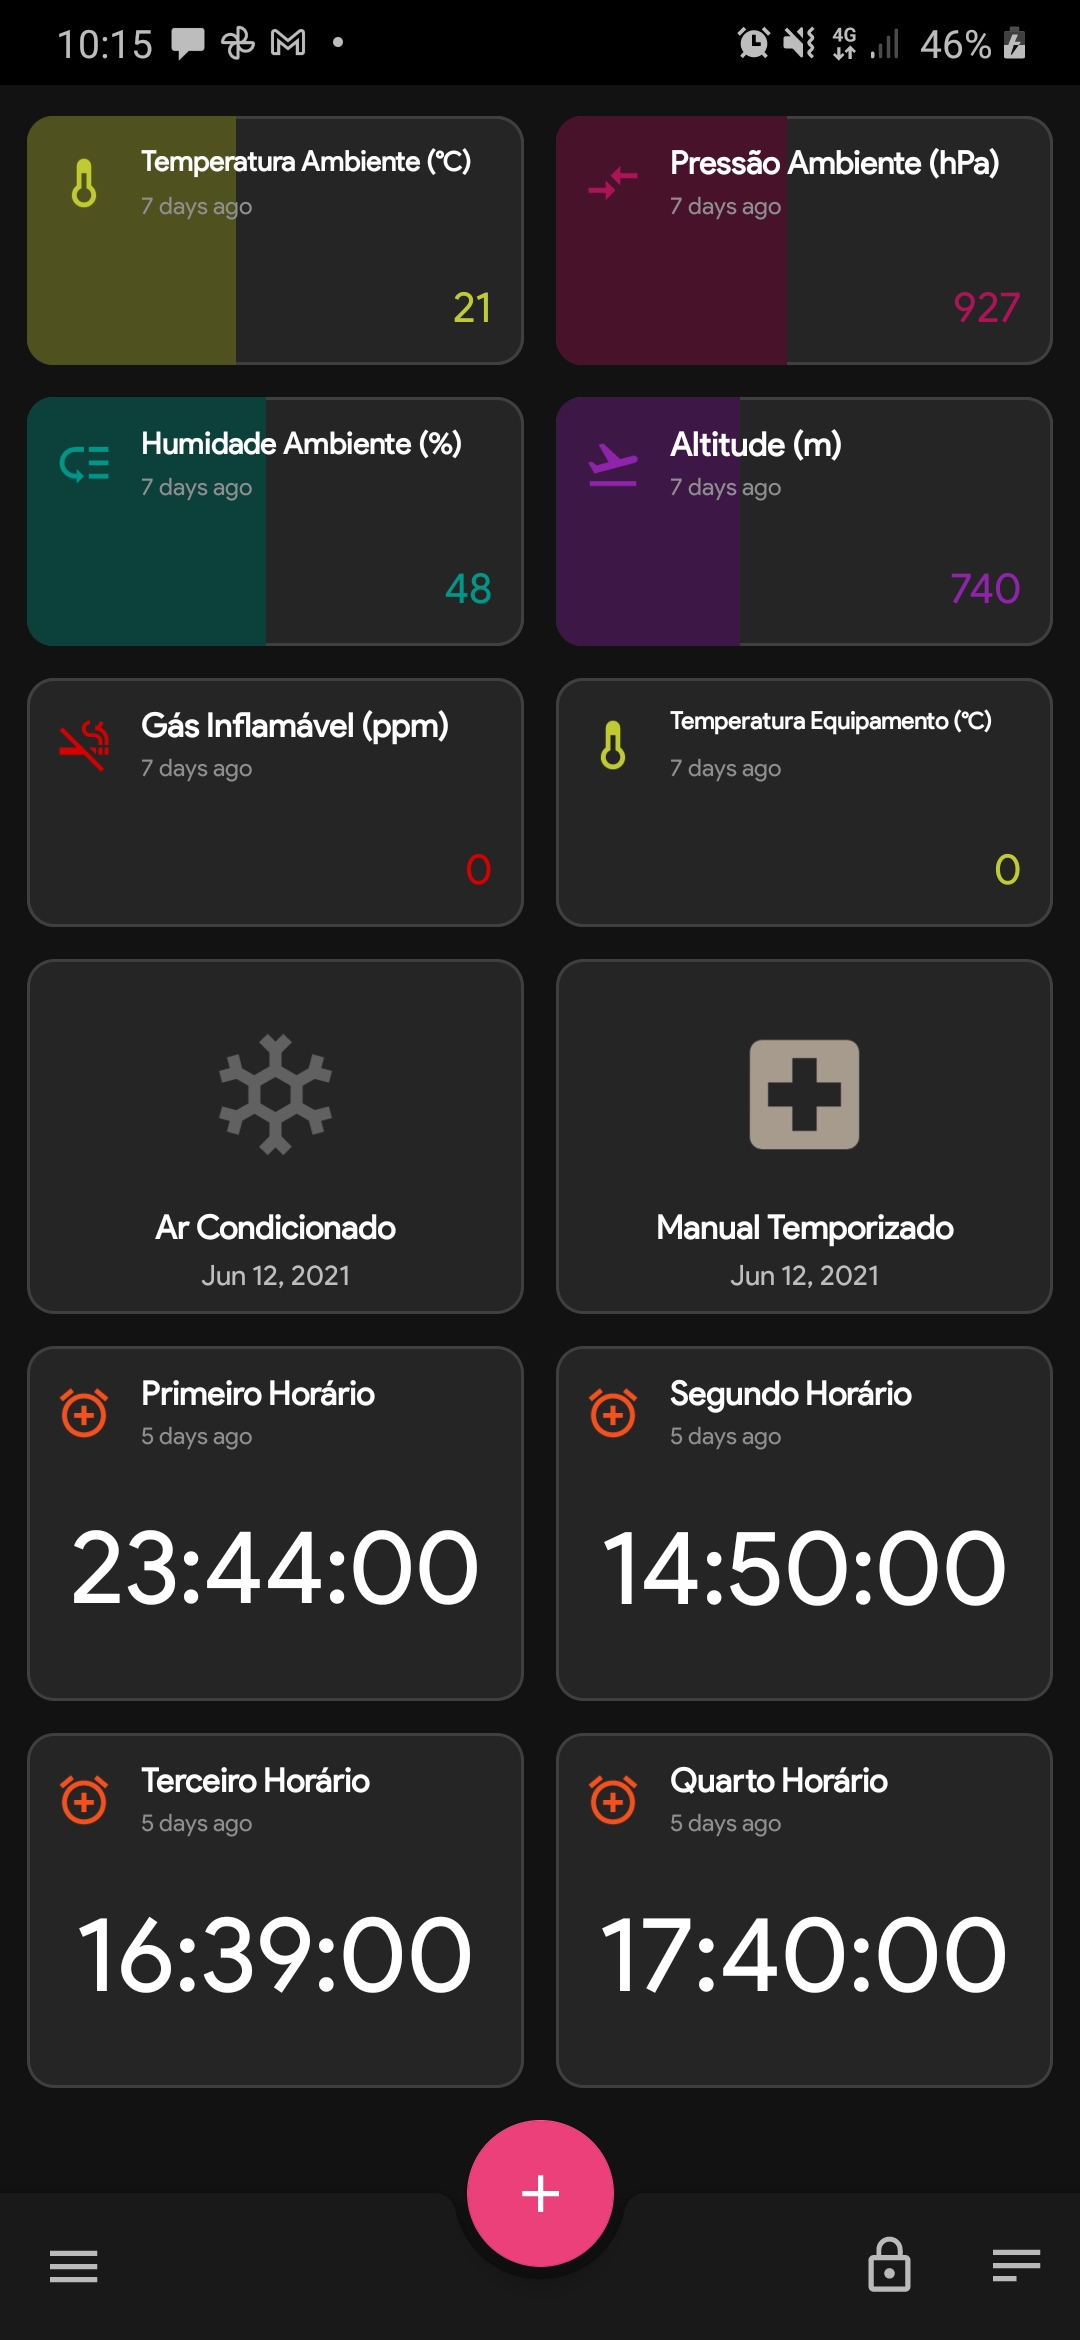 10:15
4G 46%
Temperatura Ambiente (°C)
7 days ago
21
Pressão Ambiente (hPa)
7 days ago
927
Humidade Ambiente (%)
7 days ago
48
Altitude (m)
7 days ago
740
Gás Inflamável (ppm)
7 days ago
0
Temperatura Equipamento (°C)
7 days ago
0
Ar Condicionado
Jun 12, 2021
Manual Temporizado
Jun 12, 2021
Primeiro Horário
5 days ago
23:44:00
Segundo Horário
5 days ago
14:50:00
Terceiro Horário
5 days ago
16:39:00
Quarto Horário
5 days ago
17:40:00